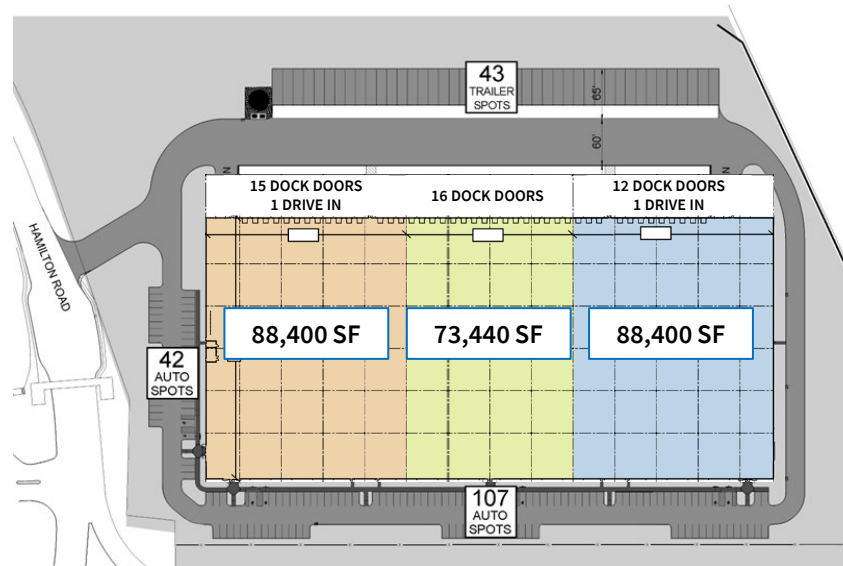 43
TRAILER
SPOTS
65'
60'
15 DOCK DOORS
1 DRIVE IN
16 DOCK DOORS
12 DOCK DOORS
1 DRIVE IN
HAMILTON ROAD
88,400 SF
73,440 SF
88,400 SF
42
AUTO
SPOTS
107
AUTO
SPOTS